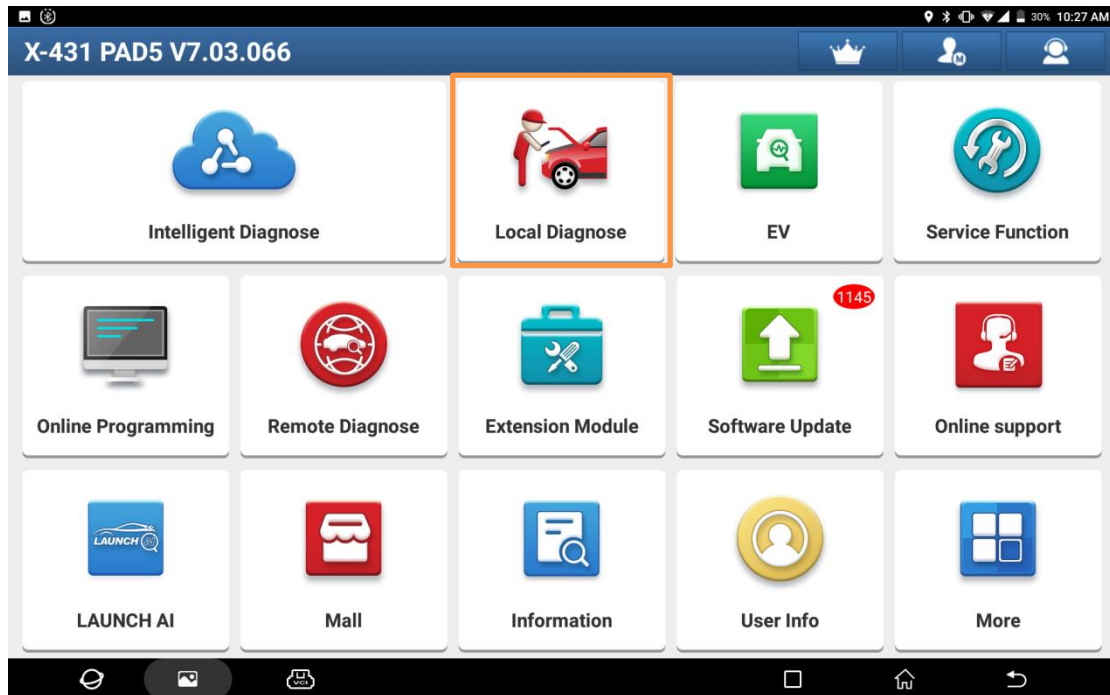 30% 10:27 AM
X-431 PAD5 V7.03.066
M
Intelligent Diagnose
Local Diagnose
EV
Service Function
1145
Online Programming
Remote Diagnose
Extension Module
Software Update
Online support
LAUNCH
LAUNCH AI
Mall
Information
User Info
More
VCI